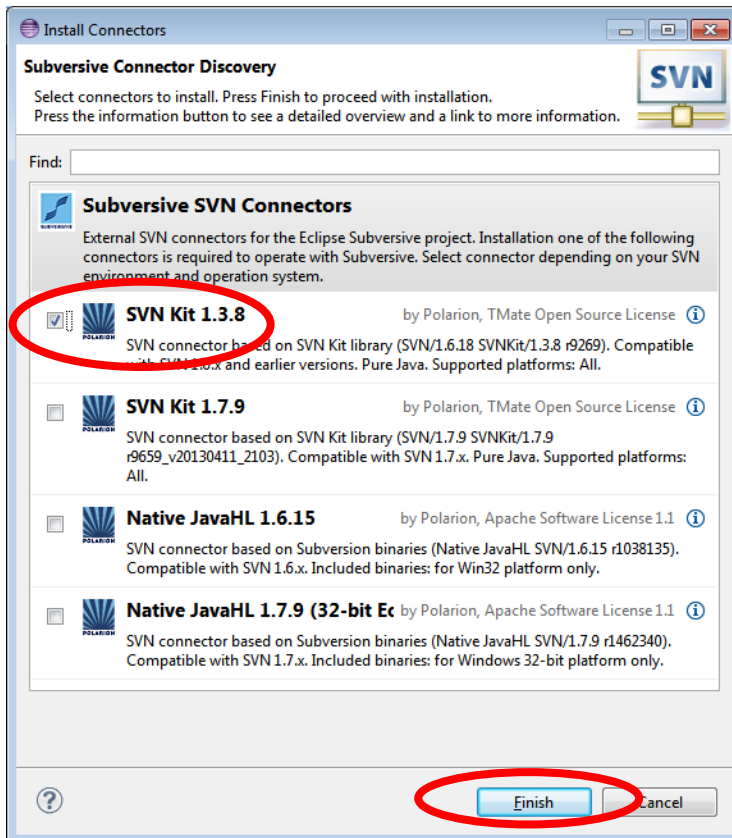 Install Connectors
Subversive Connector Discovery
Select connectors to install. Press Finish to proceed with installation.
Press the information button to see a detailed overview and a link to more information.
SVN
Find:
SUBVERSIVE
Subversive SVN Connectors
External SVN connectors for the Eclipse Subversive project. Installation one of the following
connectors is required to operate with Subversive. Select connector depending on your SVN
environment and operation system.
POLARION
SVN Kit 1.3.8 by Polarion, TMate Open Source License
SVN connector based on SVN Kit library (SVN/1.6.18 SVNKit/1.3.8 r9269). Compatible
with SVN 1.6.x and earlier versions. Pure Java. Supported platforms: All.
POLARION
SVN Kit 1.7.9 by Polarion, TMate Open Source License
SVN connector based on SVN Kit library (SVN/1.7.9 SVNKit/1.7.9
r9659_v20130411_2103). Compatible with SVN 1.7.x. Pure Java. Supported platforms:
All.
POLARION
Native JavaHL 1.6.15 by Polarion, Apache Software License 1.1
SVN connector based on Subversion binaries (Native JavaHL SVN/1.6.15 r1038135).
Compatible with SVN 1.6.x. Included binaries: for Win32 platform only.
POLARION
Native JavaHL 1.7.9 (32-bit Ec by Polarion, Apache Software License 1.1
SVN connector based on Subversion binaries (Native JavaHL SVN/1.7.9 r1462340).
Compatible with SVN 1.7.x. Included binaries: for Windows 32-bit platform only.
? Finish Cancel